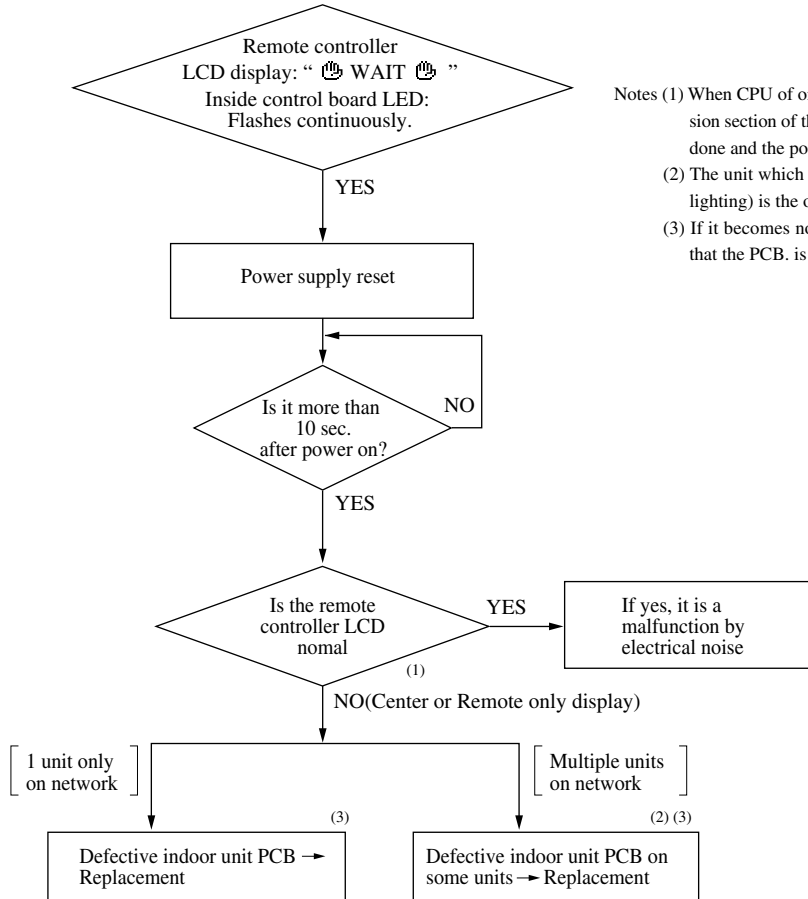 Remote controller
LCD display: “ WAIT ”
Inside control board LED:
Flashes continuously.
Notes (1) When CPU of
sion section of
done and the
(2) The unit which
lighting) is the
(3) If it becomes
that the PCB. is
YES
Power supply reset
Is it more than
10 sec.
after power on?
NO
YES
Is the remote
controller LCD
nomal
(1)
YES
If yes, it is a
malfunction by
electrical noise
NO(Center or Remote only display)
1 unit only
on network
Multiple units
on network
(3)
(2) (3)
Defective indoor unit PCB →
Replacement
Defective indoor unit PCB on
some units → Replacement